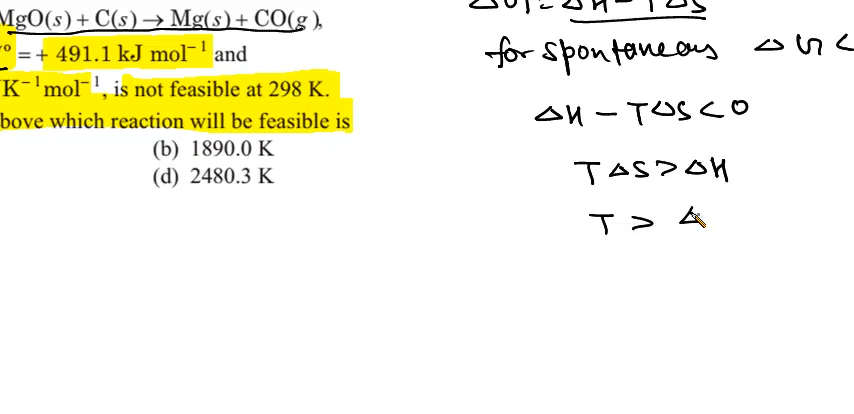 MgO(s) + C(s) → Mg(s) + CO(g),
° = + 491.1 kJ mol⁻¹ and
K⁻¹mol⁻¹, is not feasible at 298 K.
bove which reaction will be feasible is
(b) 1890.0 K
(d) 2480.3 K
= ΔH - TΔS
for spontaneous ΔG <
ΔH - TΔS < 0
TΔS > ΔH
T > Δ